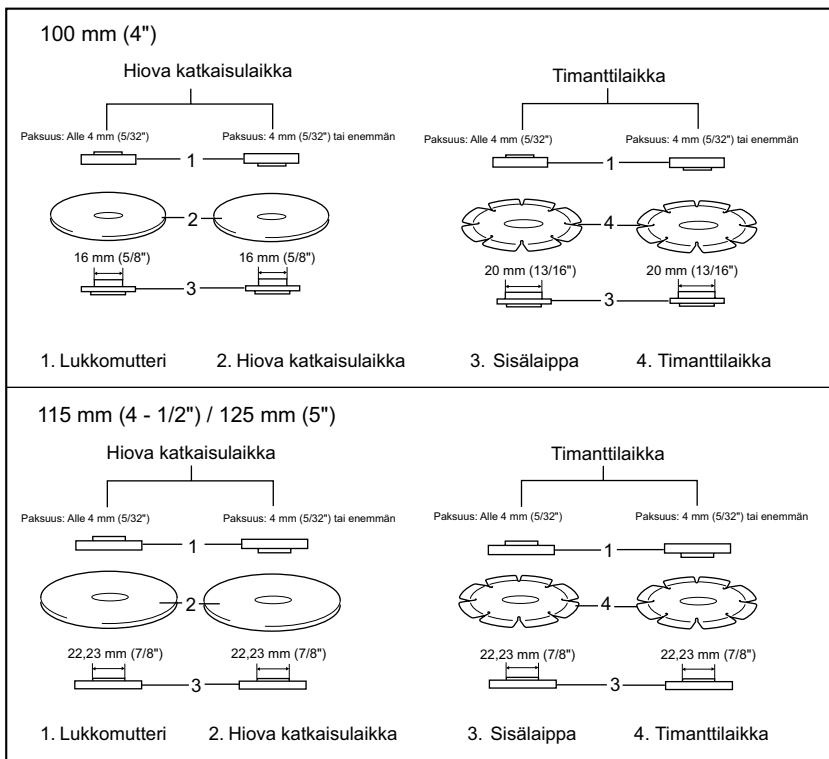 100 mm (4")
Hiova katkaisulaikka
Timanttilaikka
Paksuus: Alle 4 mm (5/32")
Paksuus: 4 mm (5/32") tai enemmän
Paksuus: Alle 4 mm (5/32")
Paksuus: 4 mm (5/32") tai enemmän
1
1
2
4
16 mm (5/8")
16 mm (5/8")
20 mm (13/16")
20 mm (13/16")
3
3
1. Lukkomutteri
2. Hiova katkaisulaikka
3. Sisälaippa
4. Timanttilaikka
115 mm (4 - 1/2") / 125 mm (5")
Hiova katkaisulaikka
Timanttilaikka
Paksuus: Alle 4 mm (5/32")
Paksuus: 4 mm (5/32") tai enemmän
Paksuus: Alle 4 mm (5/32")
Paksuus: 4 mm (5/32") tai enemmän
1
1
2
4
22,23 mm (7/8")
22,23 mm (7/8")
22,23 mm (7/8")
22,23 mm (7/8")
3
3
1. Lukkomutteri
2. Hiova katkaisulaikka
3. Sisälaippa
4. Timanttilaikka